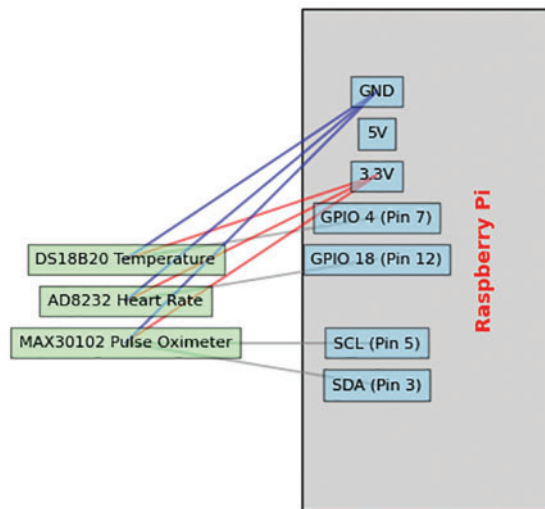 GND
5V
3.3V
GPIO 4 (Pin 7)
DS18B20 Temperature
GPIO 18 (Pin 12)
AD8232 Heart Rate
MAX30102 Pulse Oximeter
SCL (Pin 5)
SDA (Pin 3)
Raspberry Pi